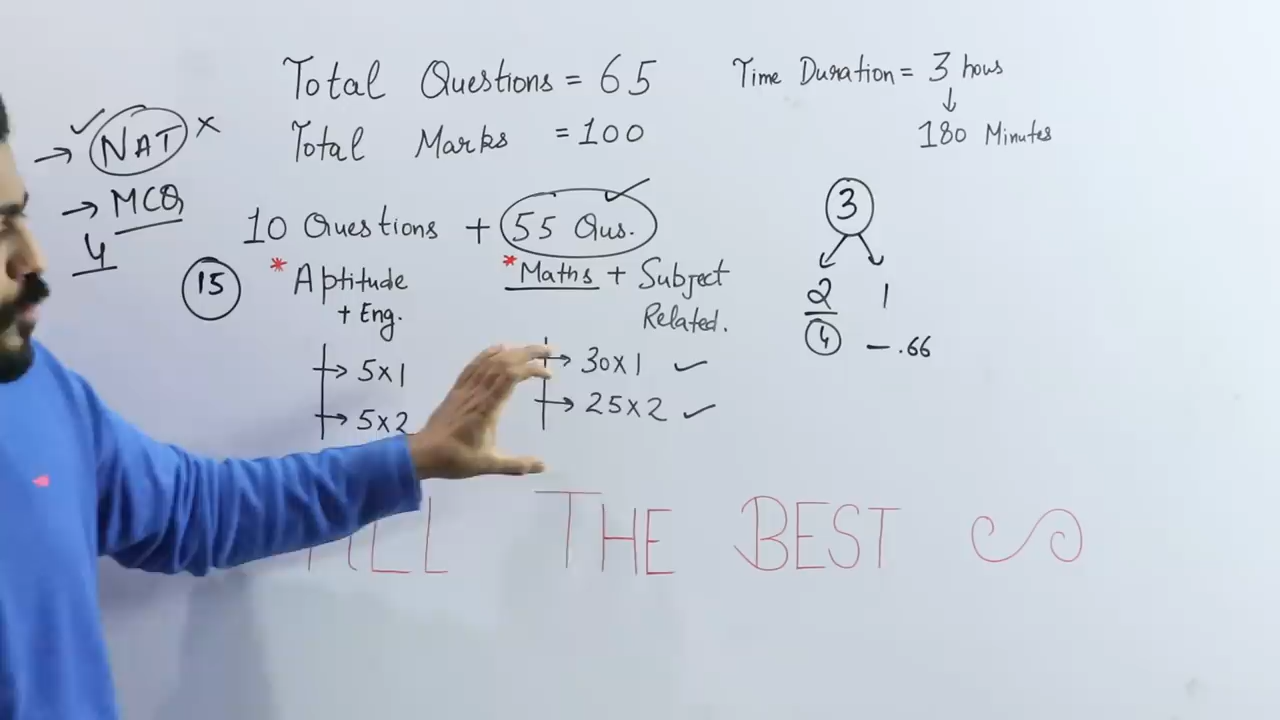 Total Questions = 65
Total Marks = 100
Time Duration = 3 hours
180 Minutes
NAT x
MCQ
4
10 Questions + 55 Qus.
15
* Aptitude
+ Eng.
5x1
5x2
* Maths + Subject
Related.
30x1
25x2
3
2 1
4 - .66
ALL THE BEST